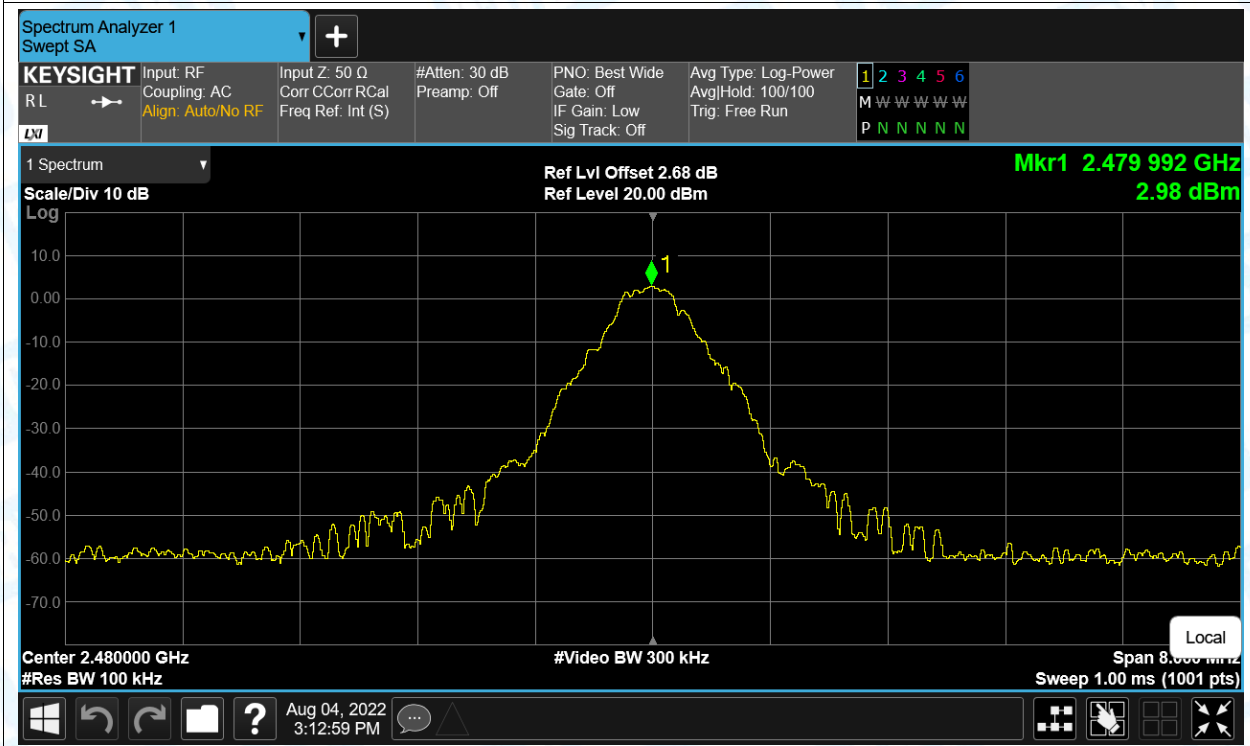 Spectrum Analyzer 1
Swept SA
KEYSIGHT
R L
LXI
Input: RF
Coupling: AC
Align: Auto/No RF
Input Z: 50 Ω
Corr CCorr RCal
Freq Ref: Int (S)
#Atten: 30 dB
Preamp: Off
PNO: Best Wide
Gate: Off
IF Gain: Low
Sig Track: Off
Avg Type: Log-Power
Avg|Hold: 100/100
Trig: Free Run
1 2 3 4 5 6
M W W W W W
P N N N N N
1 Spectrum
Scale/Div 10 dB
Log
Ref Lvl Offset 2.68 dB
Ref Level 20.00 dBm
Mkr1 2.479 992 GHz
2.98 dBm
1
10.0
0.00
-10.0
-20.0
-30.0
-40.0
-50.0
-60.0
-70.0
Local
Center 2.480000 GHz
#Video BW 300 kHz
Span 8.000 MHz
#Res BW 100 kHz
Sweep 1.00 ms (1001 pts)
?
Aug 04, 2022
3:12:59 PM